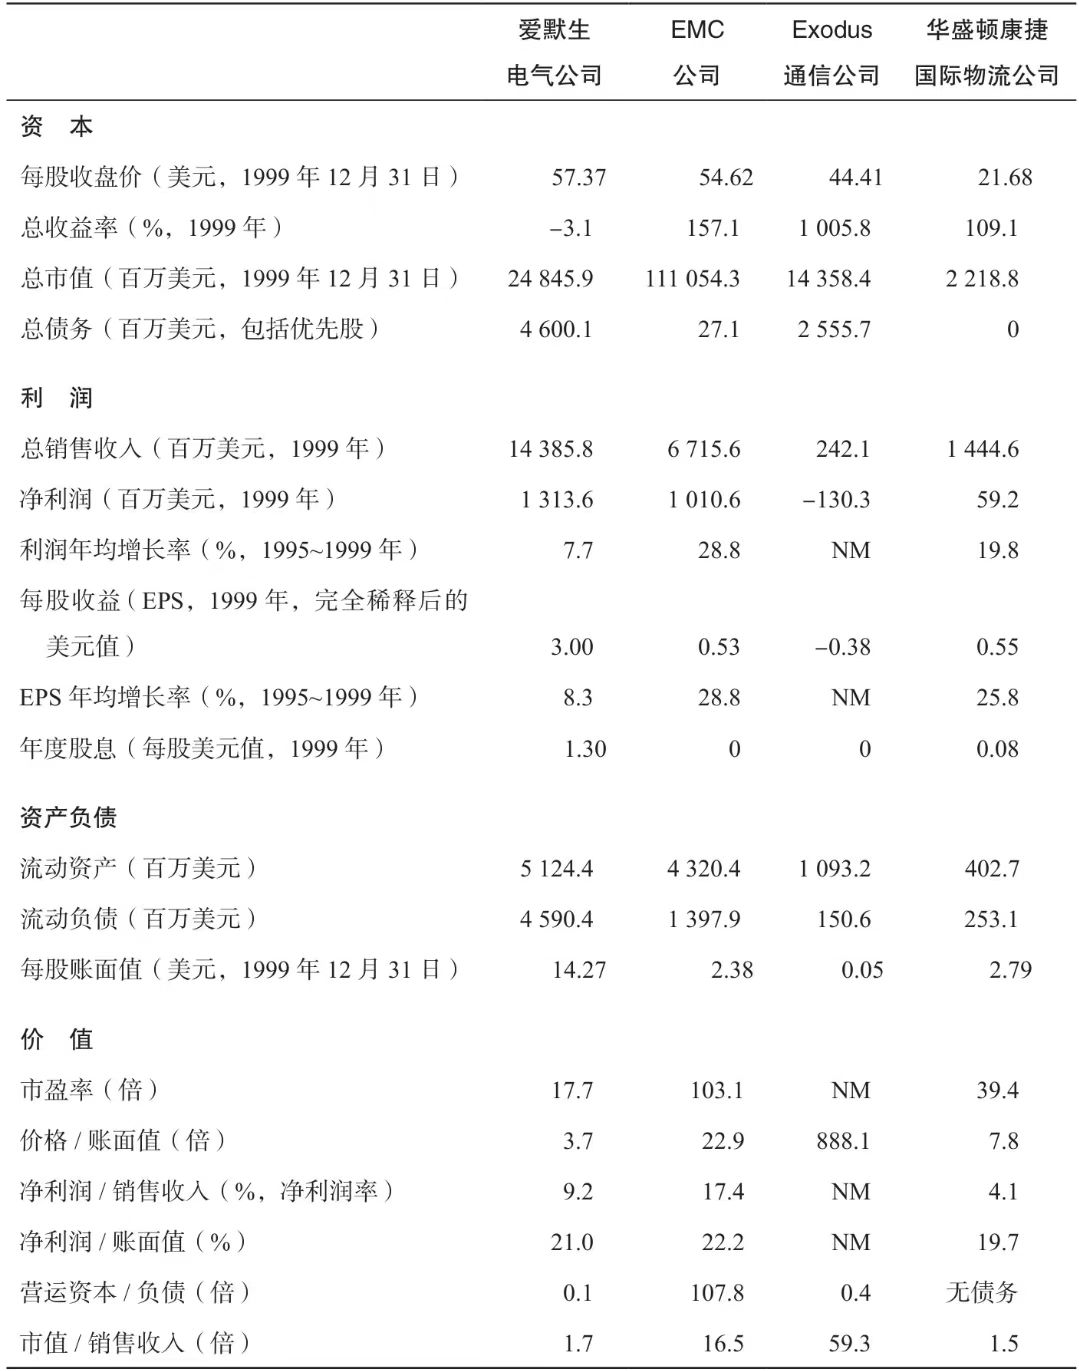 爱默生 EMC Exodus 华盛顿康捷
电气公司 公司 通信公司 国际物流公司
资 本
每股收盘价（美元，1999 年 12 月 31 日） 57.37 54.62 44.41 21.68
总收益率（%，1999 年） –3.1 157.1 1 005.8 109.1
总市值（百万美元，1999 年 12 月 31 日） 24 845.9 111 054.3 14 358.4 2 218.8
总债务（百万美元，包括优先股） 4 600.1 27.1 2 555.7 0
利 润
总销售收入（百万美元，1999 年） 14 385.8 6 715.6 242.1 1 444.6
净利润（百万美元，1999 年） 1 313.6 1 010.6 –130.3 59.2
利润年均增长率（%，1995~1999 年） 7.7 28.8 NM 19.8
每股收益（EPS，1999 年，完全稀释后的
美元值） 3.00 0.53 –0.38 0.55
EPS 年均增长率（%，1995~1999 年） 8.3 28.8 NM 25.8
年度股息（每股美元值，1999 年） 1.30 0 0 0.08
资产负债
流动资产（百万美元） 5 124.4 4 320.4 1 093.2 402.7
流动负债（百万美元） 4 590.4 1 397.9 150.6 253.1
每股账面值（美元，1999 年 12 月 31 日） 14.27 2.38 0.05 2.79
价 值
市盈率（倍） 17.7 103.1 NM 39.4
价格 / 账面值（倍） 3.7 22.9 888.1 7.8
净利润 / 销售收入（%，净利润率） 9.2 17.4 NM 4.1
净利润 / 账面值（%） 21.0 22.2 NM 19.7
营运资本 / 负债（倍） 0.1 107.8 0.4 无债务
市值 / 销售收入（倍） 1.7 16.5 59.3 1.5